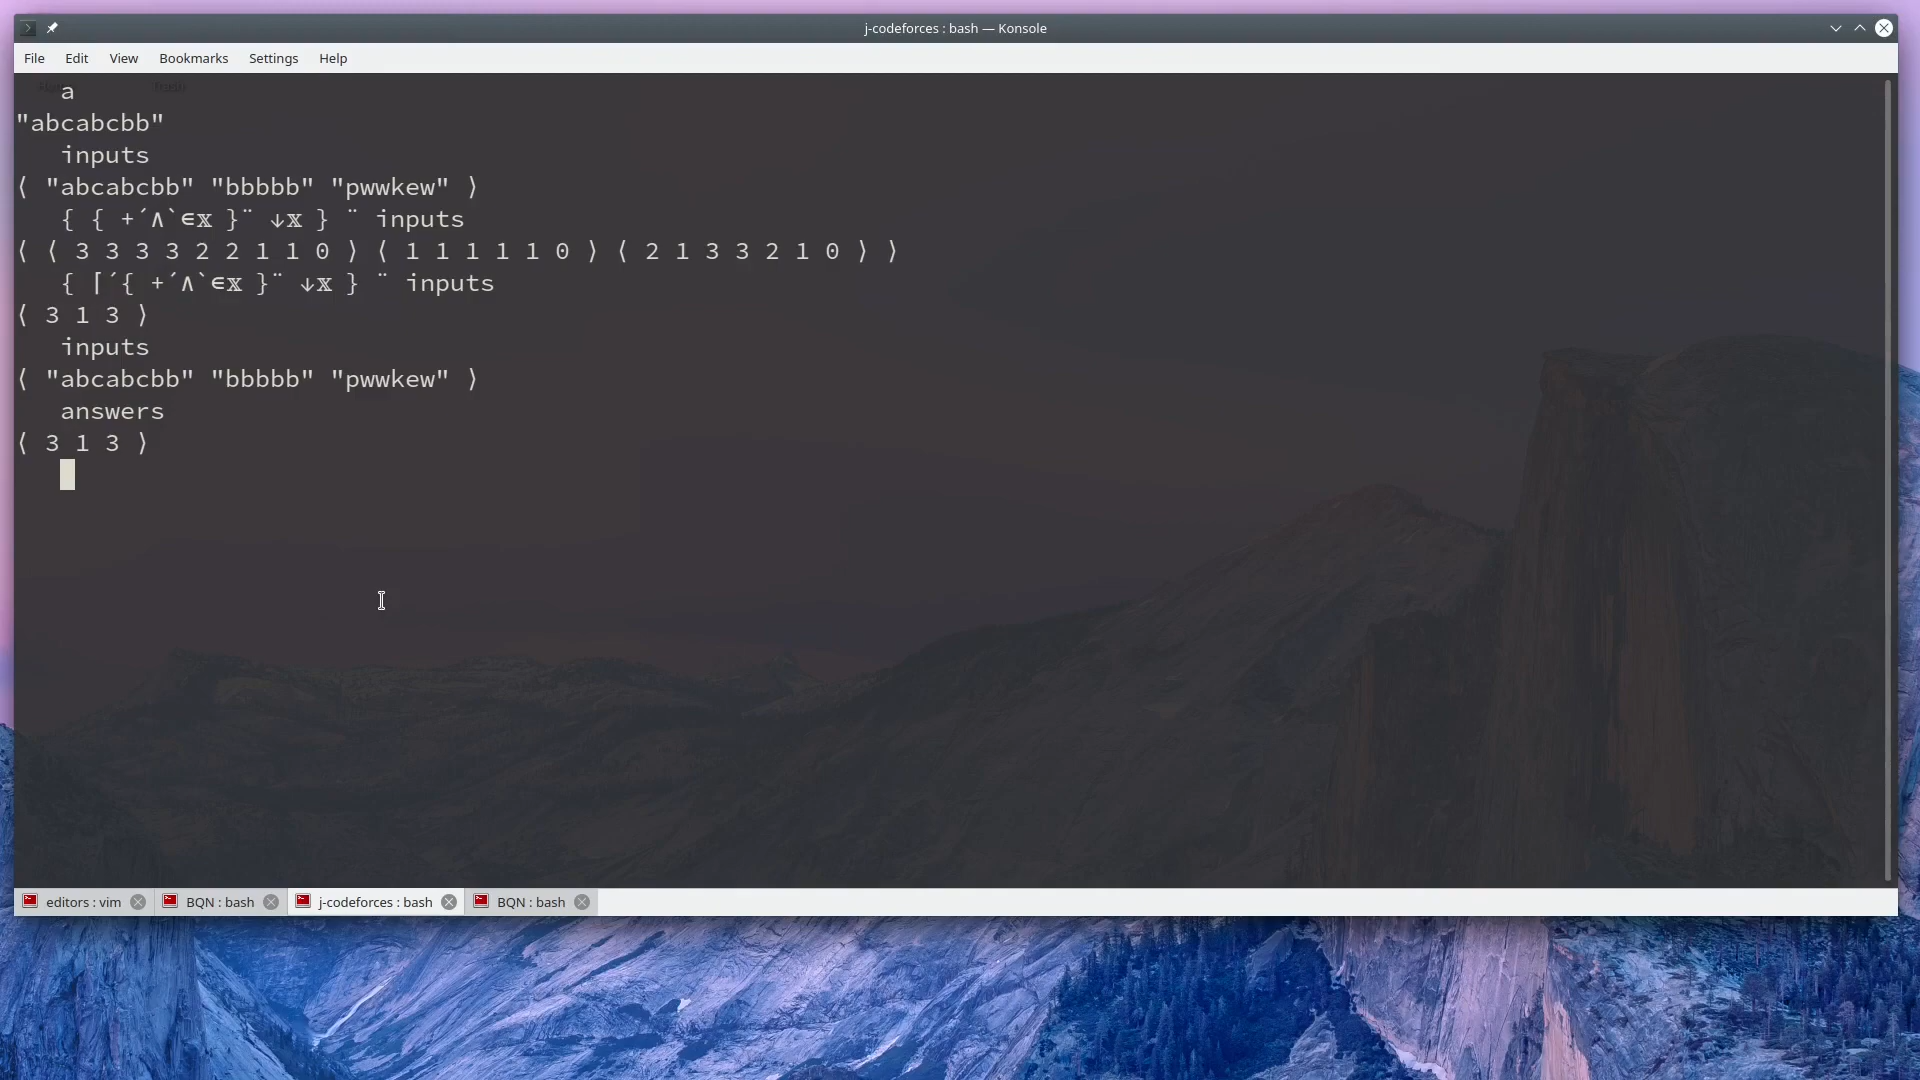 j-codeforces : bash — Konsole
File Edit View Bookmarks Settings Help
a
"abcabcbb"
inputs
⟨ "abcabcbb" "bbbbb" "pwwkew" ⟩
{ { +´∧`∊𝕩 }¨ ↓𝕩 } ¨ inputs
⟨ ⟨ 3 3 3 3 2 2 1 1 0 ⟩ ⟨ 1 1 1 1 1 0 ⟩ ⟨ 2 1 3 3 2 1 0 ⟩ ⟩
{ ⌈´{ +´∧`∊𝕩 }¨ ↓𝕩 } ¨ inputs
⟨ 3 1 3 ⟩
inputs
⟨ "abcabcbb" "bbbbb" "pwwkew" ⟩
answers
⟨ 3 1 3 ⟩
editors : vim BQN : bash j-codeforces : bash BQN : bash